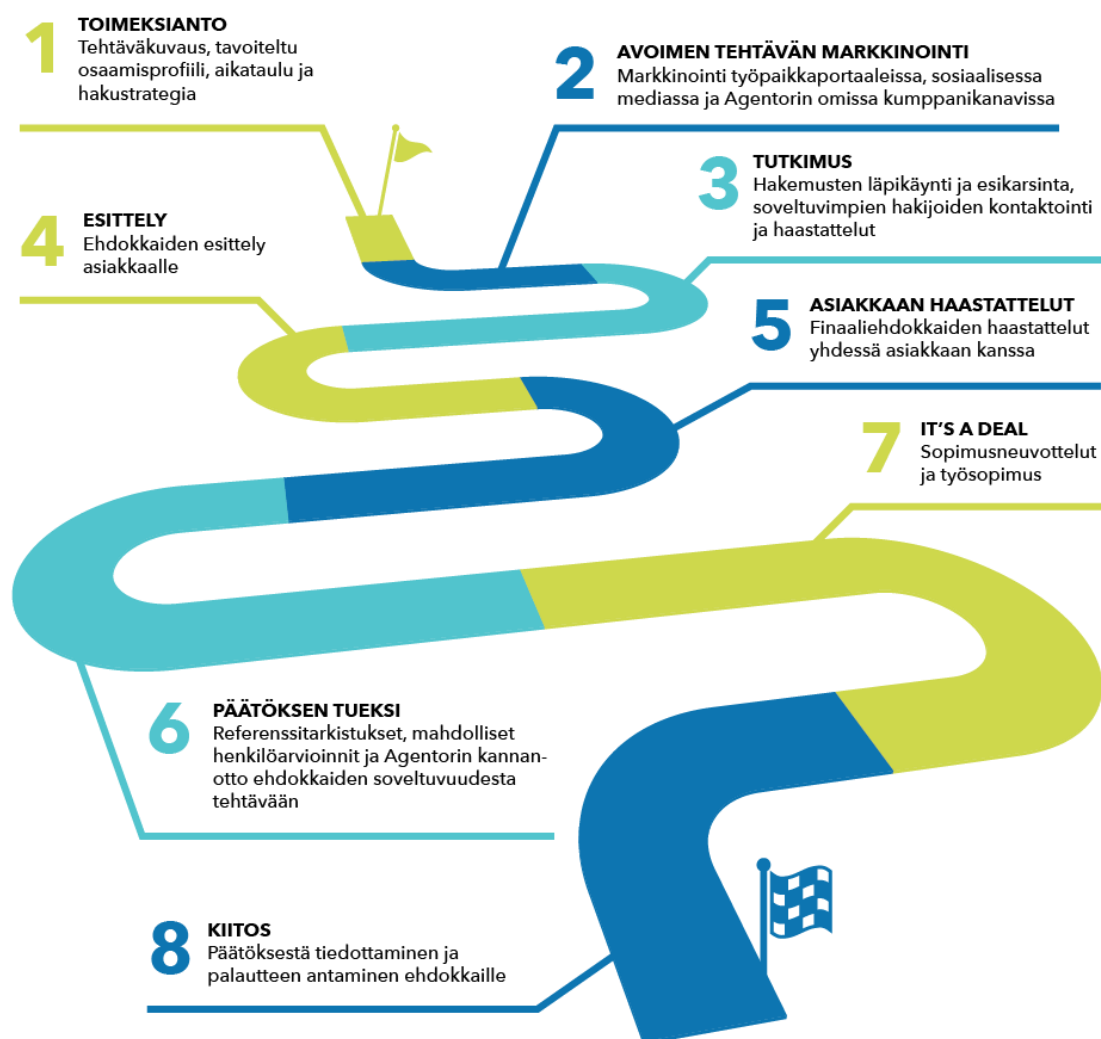 1
TOIMEKSIANTO
Tehtäväkuvaus, tavoiteltu
osaamisprofiili, aikataulu ja
hakustrategia
2
AVOIMEN TEHTÄVÄN MARKKINOINTI
Markkinointi työpaikkaportaaleissa, sosiaalisessa
mediassa ja Agentorin omissa kumppanikanavissa
3
TUTKIMUS
Hakemusten läpikäynti ja esikarsinta,
soveltuvimpien hakijoiden kontaktointi
ja haastattelut
4
ESITTELY
Ehdokkaiden esittely
asiakkaalle
5
ASIAKKAAN HAASTATTELUT
Finaaliehdokkaiden haastattelut
yhdessä asiakkaan kanssa
7
IT'S A DEAL
Sopimusneuvottelut
ja työsopimus
6
PÄÄTÖKSEN TUEKSI
Referenssitarkistukset, mahdolliset
henkilöarvioinnit ja Agentorin kannan-
otto ehdokkaiden soveltuvuudesta
tehtävään
8
KIITOS
Päätöksestä tiedottaminen ja
palautteen antaminen ehdokkaille